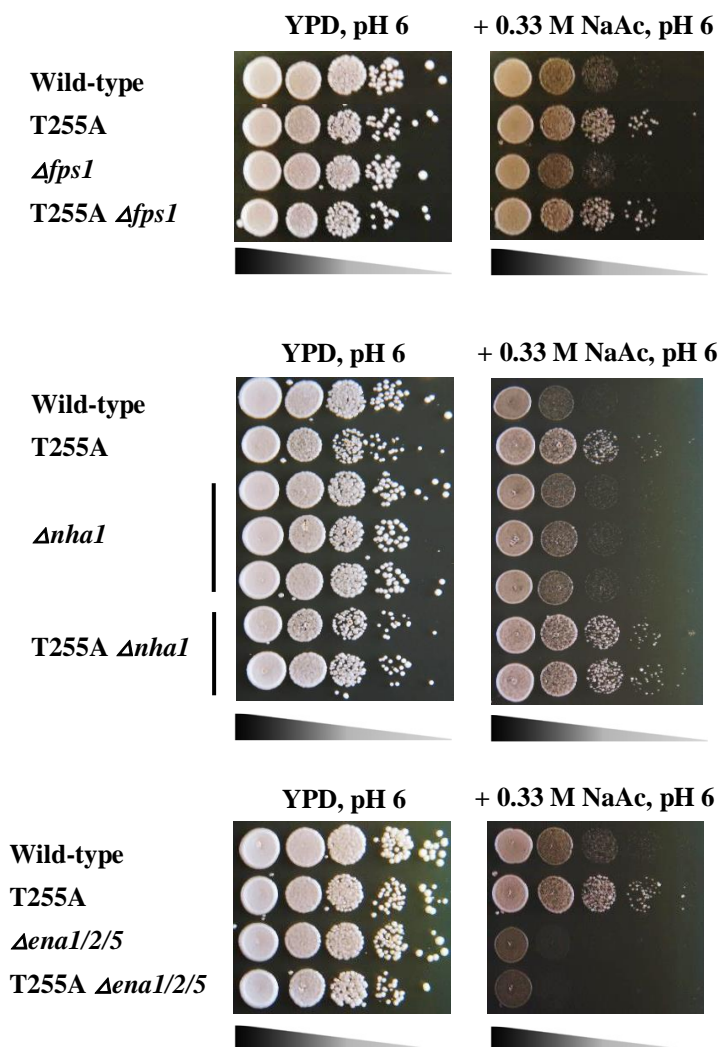 YPD, pH 6 + 0.33 M NaAc, pH 6
Wild-type
T255A
Δfps1
T255A Δfps1
YPD, pH 6 + 0.33 M NaAc, pH 6
Wild-type
T255A
Δnha1
T255A Δnha1
YPD, pH 6 + 0.33 M NaAc, pH 6
Wild-type
T255A
Δena1/2/5
T255A Δena1/2/5